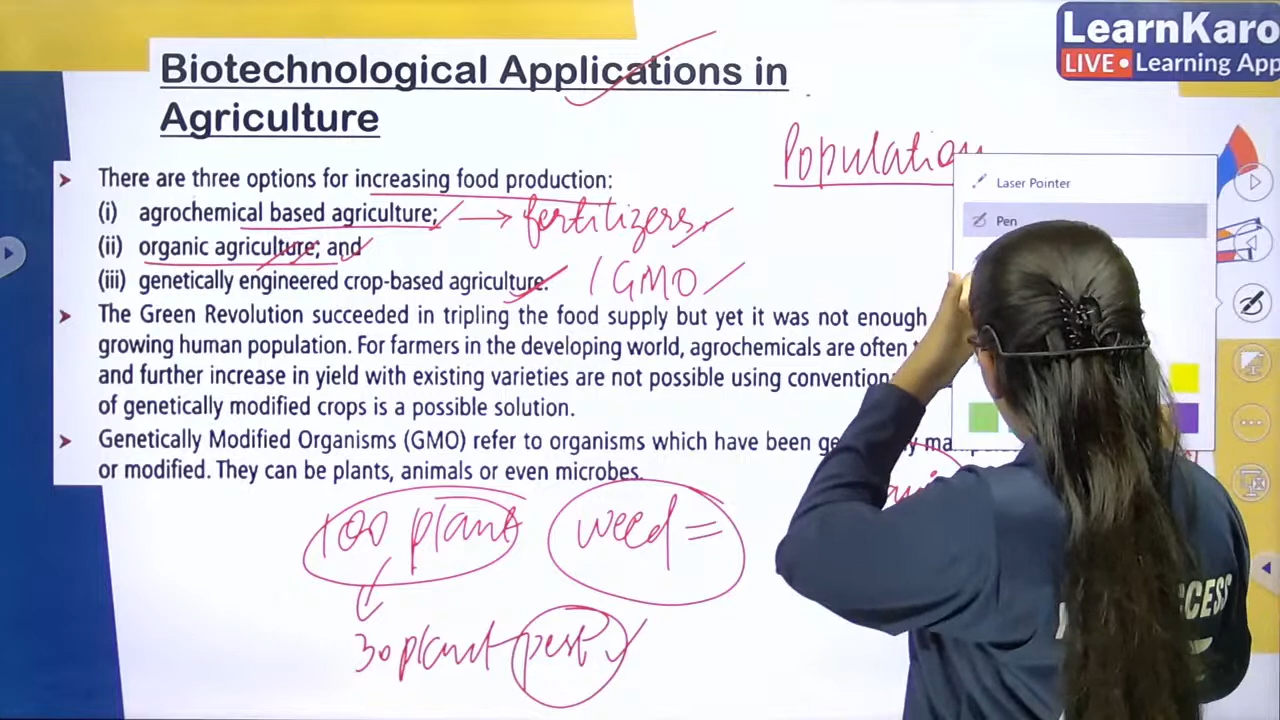 LearnKaro
LIVE • Learning App
Biotechnological Applications in
Agriculture
Population
There are three options for increasing food production:
(i) agrochemical based agriculture; → fertilizers
(ii) organic agriculture; and
(iii) genetically engineered crop-based agriculture. GMO
The Green Revolution succeeded in tripling the food supply but yet it was not enough
growing human population. For farmers in the developing world, agrochemicals are often
and further increase in yield with existing varieties are not possible using
of genetically modified crops is a possible solution.
Genetically Modified Organisms (GMO) refer to organisms which have been
or modified. They can be plants, animals or even microbes.
Laser Pointer
Pen
100 plant weed =
30 plant pest
CESS